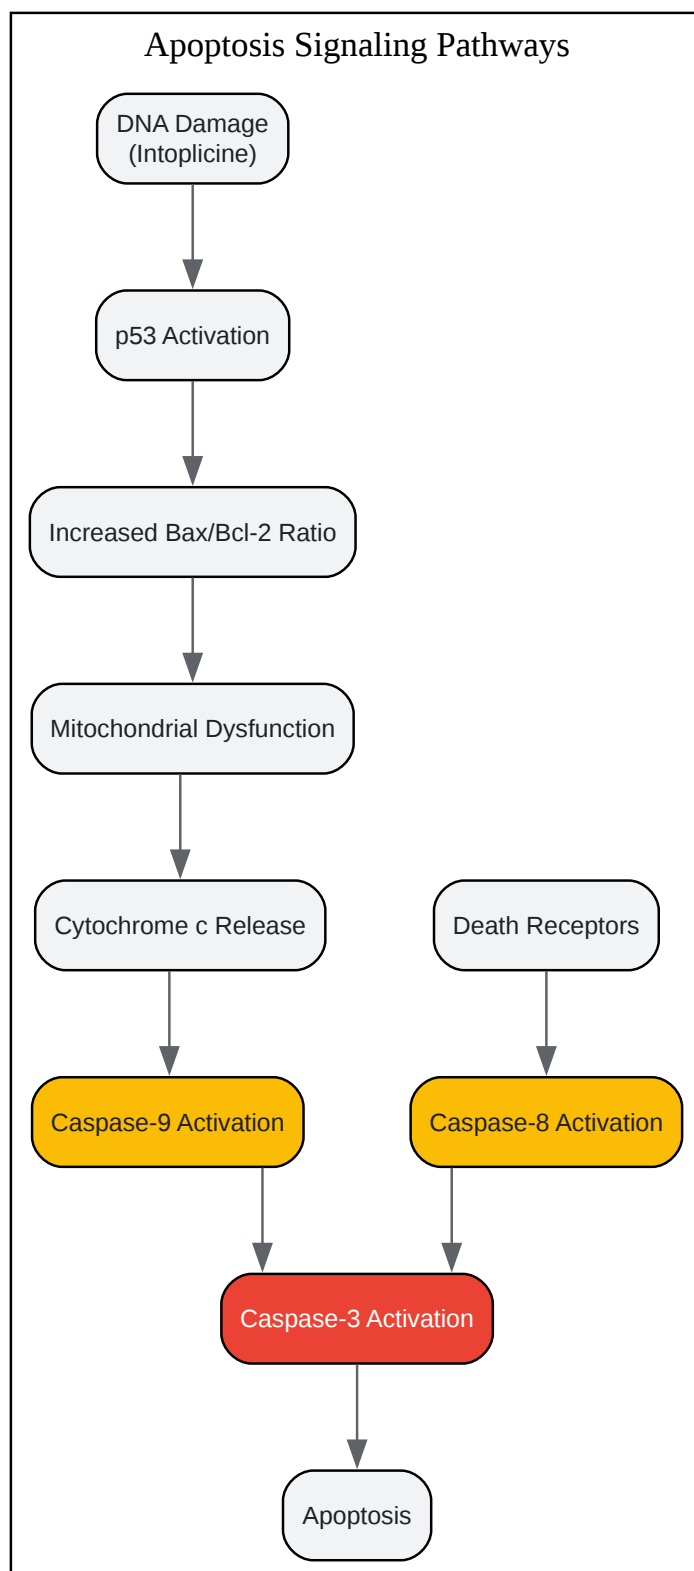 Apoptosis Signaling Pathways
DNA Damage
(Intoplicine)
p53 Activation
Increased Bax/Bcl-2 Ratio
Mitochondrial Dysfunction
Cytochrome c Release
Death Receptors
Caspase-9 Activation
Caspase-8 Activation
Caspase-3 Activation
Apoptosis